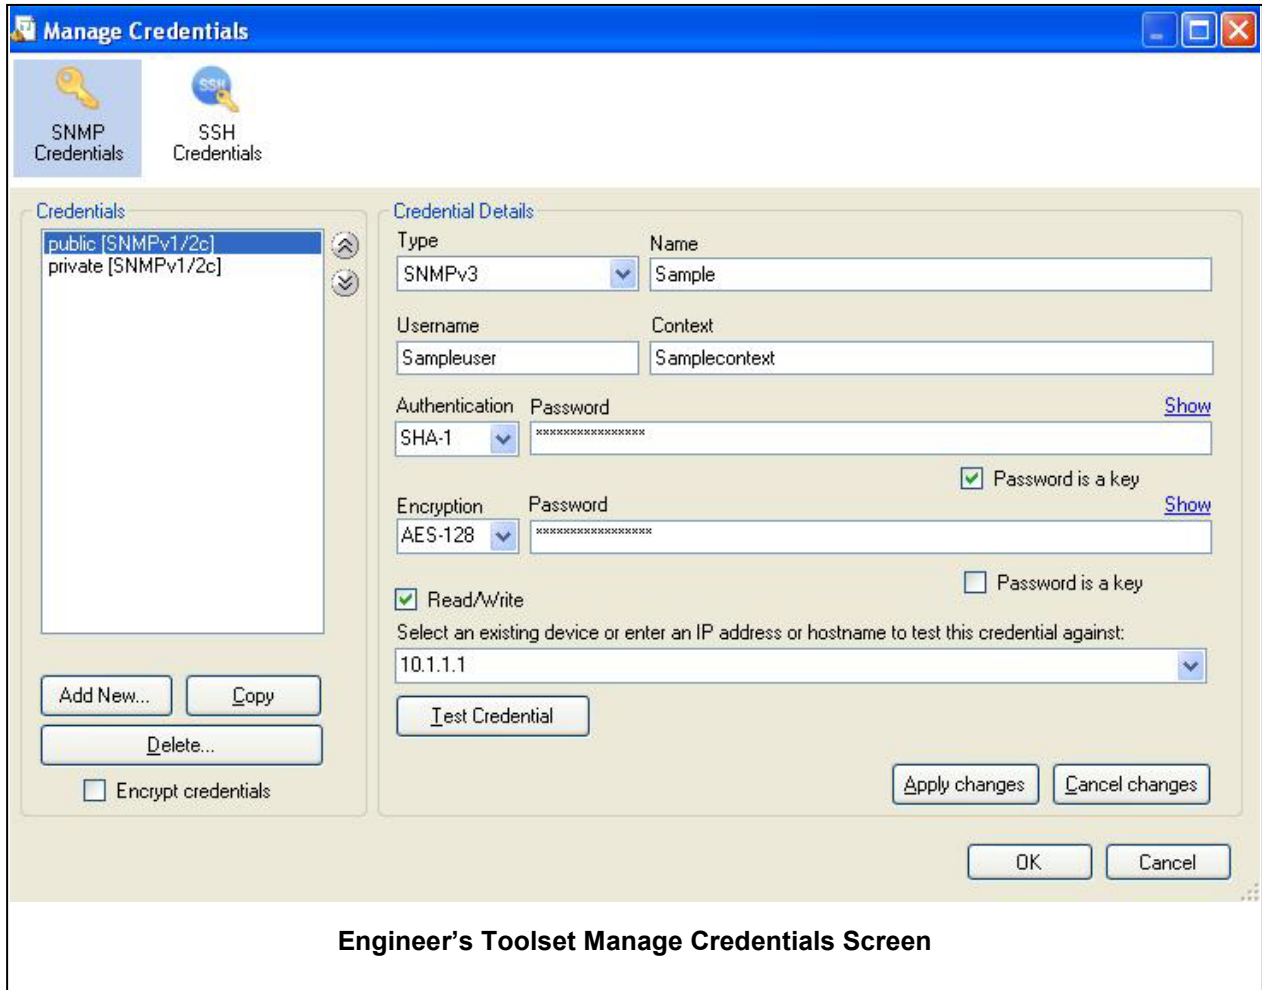 Manage Credentials
SNMP
Credentials
SSH
SSH
Credentials
Credentials
public [SNMPv1/2c]
private [SNMPv1/2c]
Add New...
Copy
Delete...
Encrypt credentials
Credential Details
Type
Name
SNMPv3
Sample
Username
Context
Sampleuser
Samplecontext
Authentication
Password
Show
SHA-1
****************
Password is a key
Encryption
Password
Show
AES-128
*****************
Password is a key
Read/Write
Select an existing device or enter an IP address or hostname to test this credential against:
10.1.1.1
Test Credential
Apply changes
Cancel changes
OK
Cancel
Engineer's Toolset Manage Credentials Screen